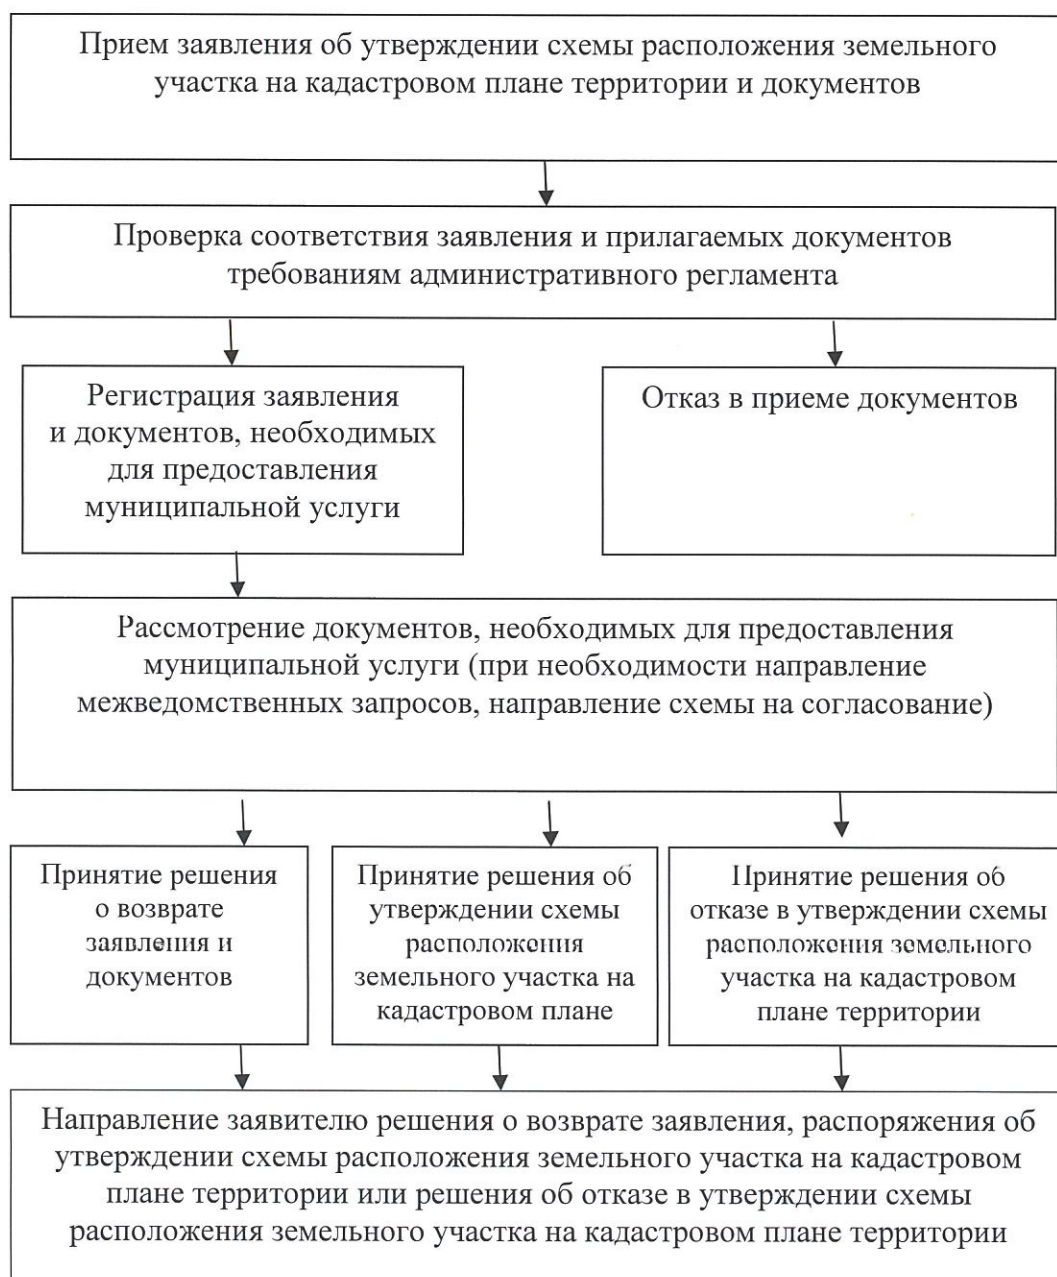 Прием заявления об утверждении схемы расположения земельного
участка на кадастровом плане территории и документов
Проверка соответствия заявления и прилагаемых документов
требованиям административного регламента
Регистрация заявления
и документов, необходимых
для предоставления
муниципальной услуги
Отказ в приеме документов
Рассмотрение документов, необходимых для предоставления
муниципальной услуги (при необходимости направление
межведомственных запросов, направление схемы на согласование)
Принятие решения
о возврате
заявления и
документов
Принятие решения об
утверждении схемы
расположения
земельного участка на
кадастровом плане
Принятие решения об
отказе в утверждении схемы
расположения земельного
участка на кадастровом
плане территории
Направление заявителю решения о возврате заявления, распоряжения об
утверждении схемы расположения земельного участка на кадастровом
плане территории или решения об отказе в утверждении схемы
расположения земельного участка на кадастровом плане территории